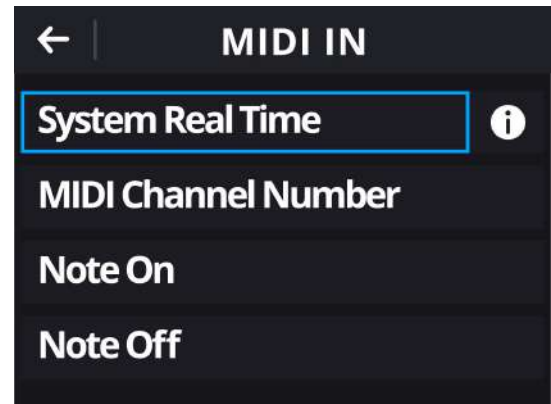 MIDI IN
System Real Time
MIDI Channel Number
Note On
Note Off